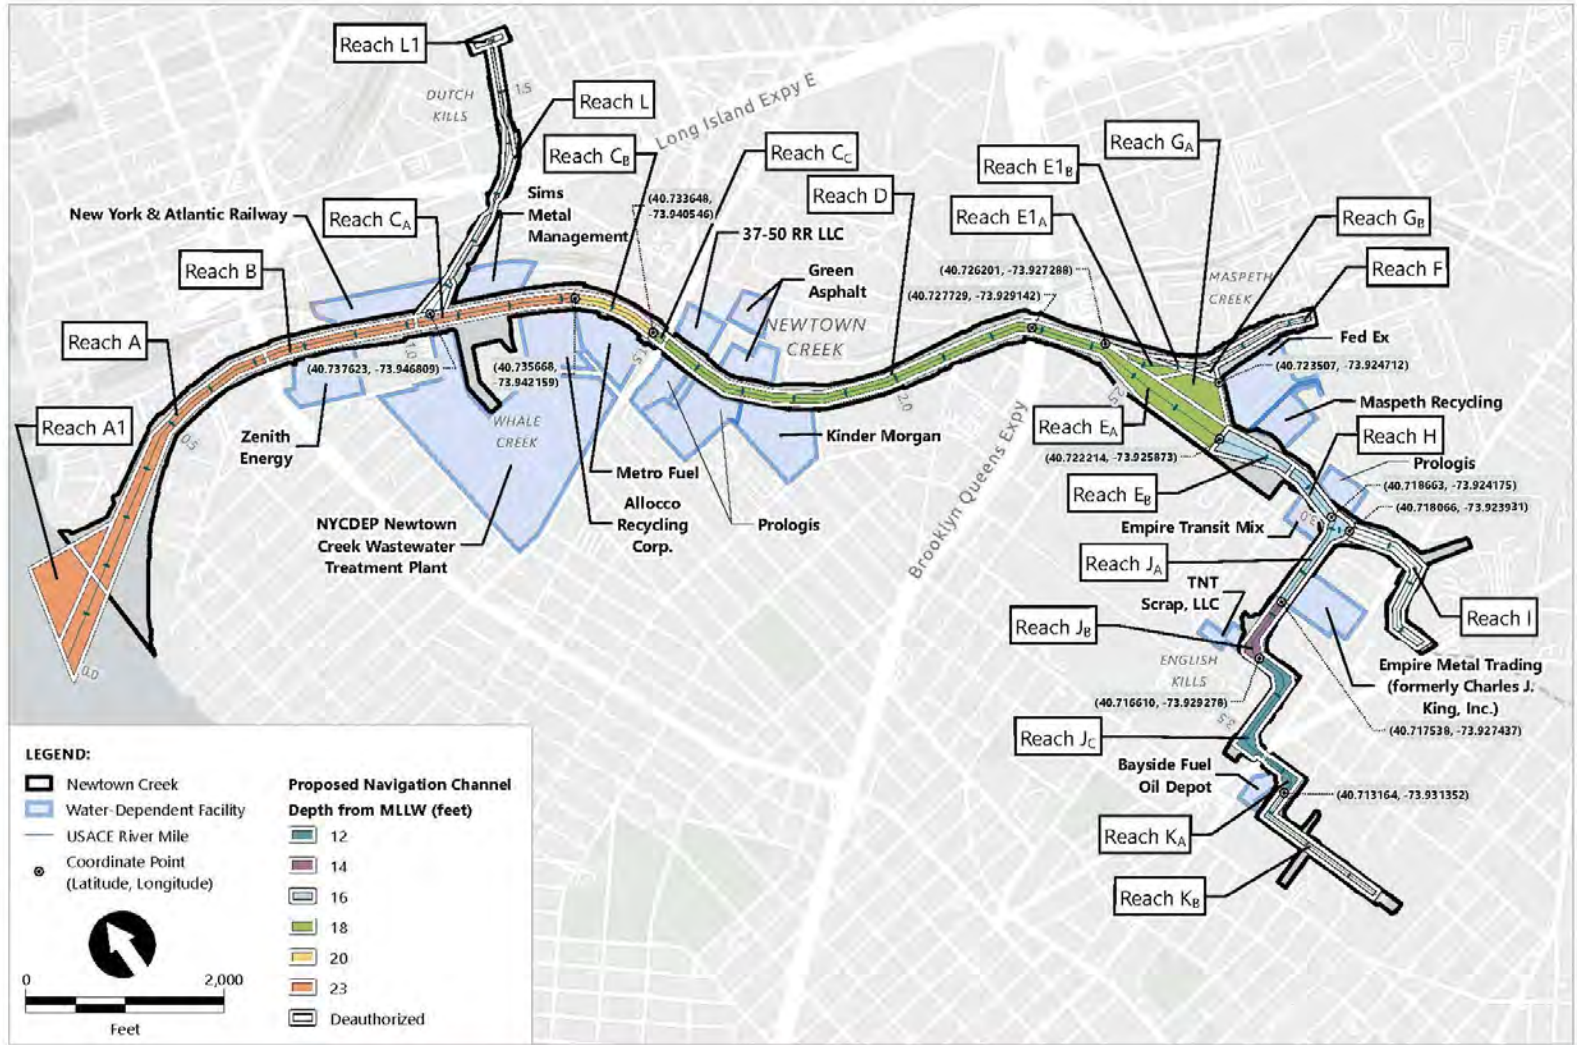 Reach L1
DUTCH
KILLS
1.5
Reach L
Long Island Expy E
Reach CB
Reach CC
Reach D
Reach E1B
Reach GA
Reach E1A
Reach GB
Reach F
New York & Atlantic Railway
Reach CA
Sims
Metal
Management
(40.733648,
-73.940546)
37-50 RR LLC
Green
Asphalt
(40.726201, -73.927288)
(40.727729, -73.929142)
MASPETH
CREEK
Reach B
NEWTOWN
CREEK
Fed Ex
Reach A
1.0
(40.737623, -73.946809)
(40.735668,
-73.942159)
1.5
(40.723507, -73.924712)
Reach A1
0.5
WHALE
CREEK
2.0
2.5
Maspeth Recycling
Zenith
Energy
Kinder Morgan
Reach EA
Reach H
(40.722214, -73.925873)
Prologis
Metro Fuel
(40.718663, -73.924175)
Reach EB
(40.718066, -73.923931)
Allocco
Recycling
Corp.
Prologis
Brooklyn Queens Expy
Empire Transit Mix
3.0
NYCDEP Newtown
Creek Wastewater
Treatment Plant
Reach JA
TNT
Scrap, LLC
Reach I
Reach JB
0.0
ENGLISH
KILLS
Empire Metal Trading
(formerly Charles J.
King, Inc.)
(40.716610, -73.929278)
(40.717538, -73.927437)
3.5
Reach JC
Bayside Fuel
Oil Depot
(40.713164, -73.931352)
Reach KA
Reach KB
LEGEND:
Newtown Creek
Water-Dependent Facility
USACE River Mile
Coordinate Point
(Latitude, Longitude)
0
2,000
Feet
Proposed Navigation Channel
Depth from MLLW (feet)
12
14
16
18
20
23
Deauthorized